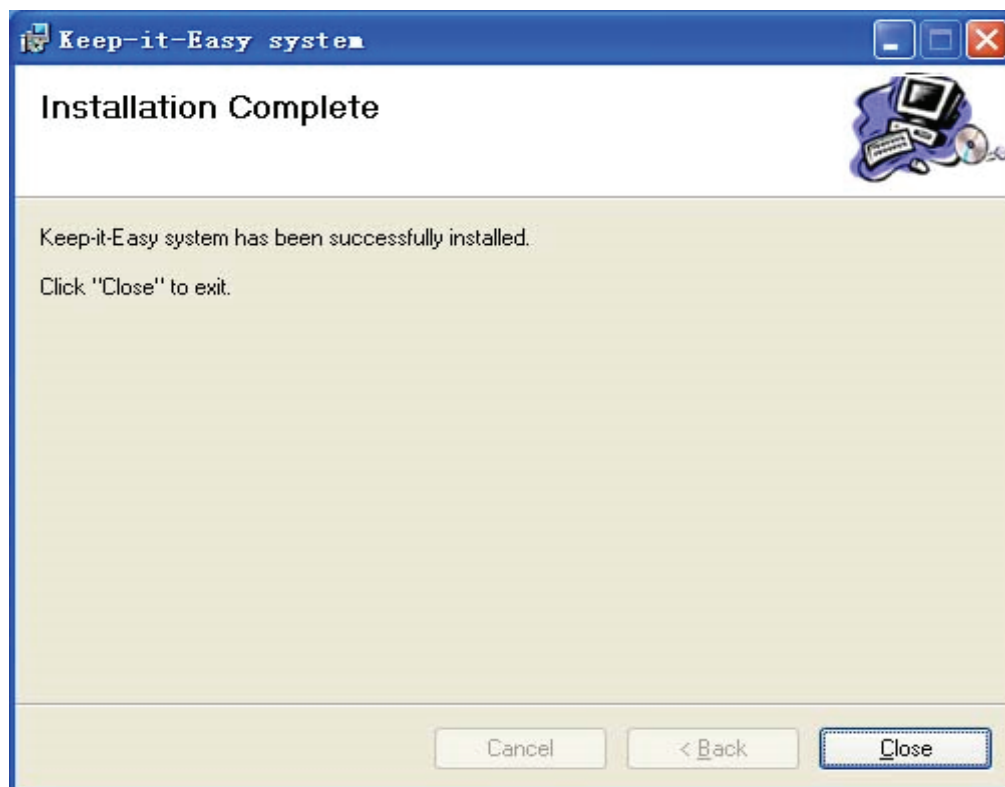 Keep-it-Easy system
Installation Complete
Keep-it-Easy system has been successfully installed.
Click "Close" to exit.
Cancel
< Back
Close